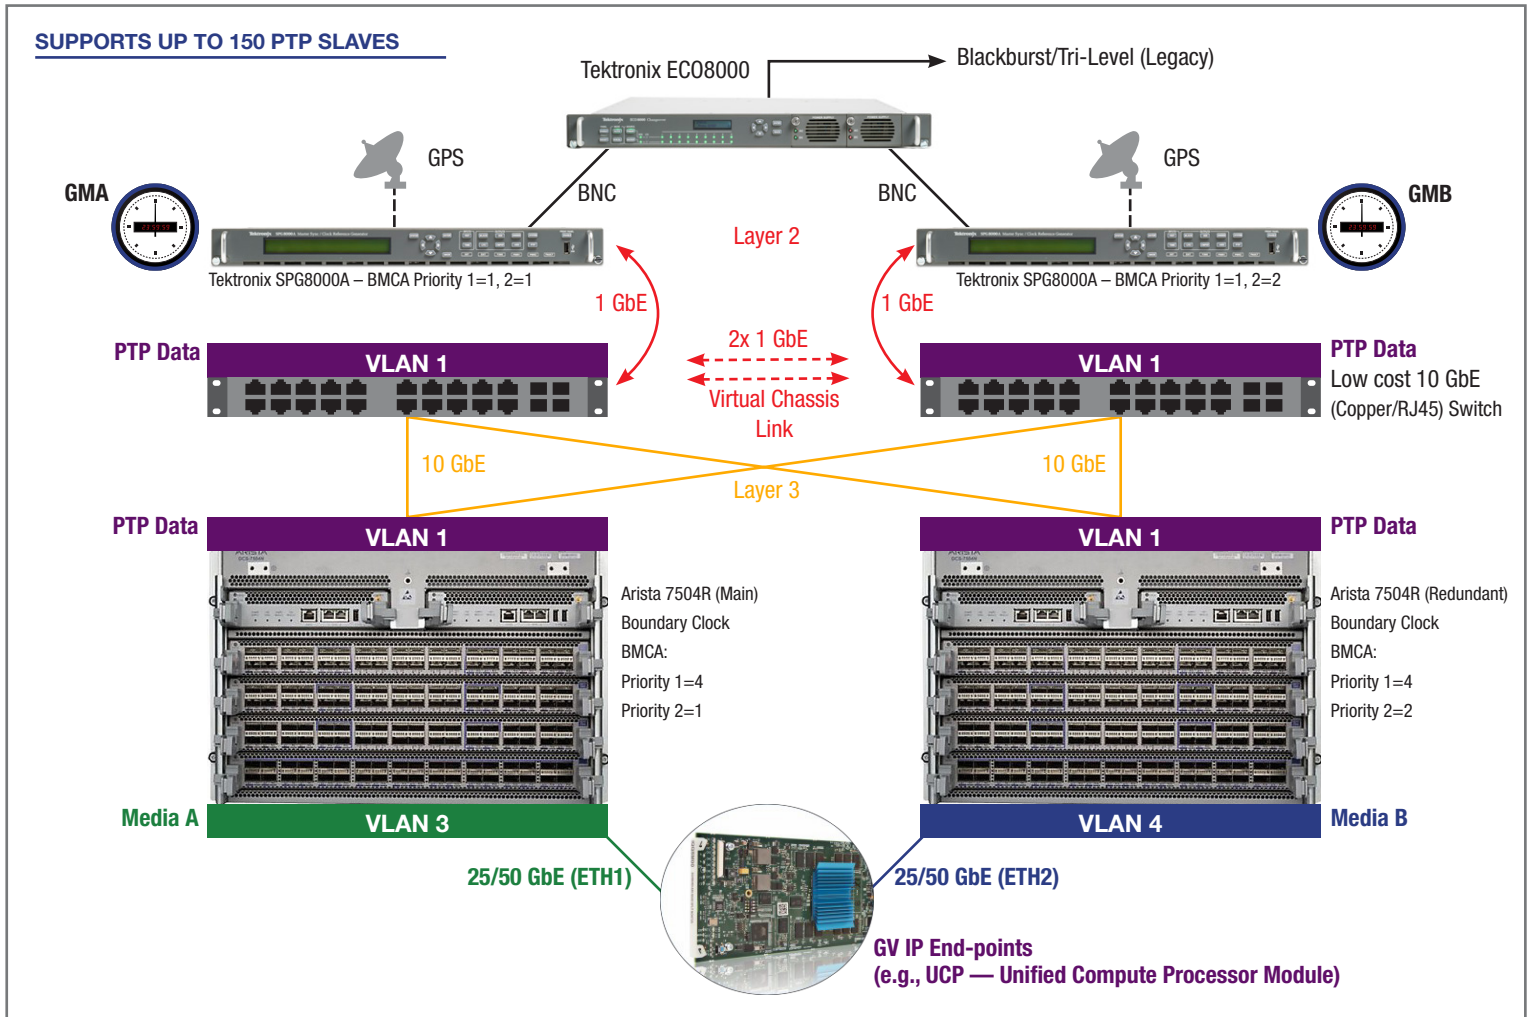 SUPPORTS UP TO 150 PTP SLAVES
Tektronix ECO8000
Blackburst/Tri-Level (Legacy)
GPS
GPS
GMA
BNC
BNC
GMB
Layer 2
Tektronix SPG8000A – BMCA Priority 1=1, 2=1
Tektronix SPG8000A – BMCA Priority 1=1, 2=2
1 GbE
1 GbE
2x 1 GbE
Virtual Chassis
Link
PTP Data
VLAN 1
VLAN 1
PTP Data
Low cost 10 GbE
(Copper/RJ45) Switch
10 GbE
10 GbE
Layer 3
PTP Data
VLAN 1
VLAN 1
PTP Data
Arista 7504R (Main)
Boundary Clock
BMCA:
Priority 1=4
Priority 2=1
Arista 7504R (Redundant)
Boundary Clock
BMCA:
Priority 1=4
Priority 2=2
Media A
VLAN 3
VLAN 4
Media B
25/50 GbE (ETH1)
25/50 GbE (ETH2)
GV IP End-points
(e.g., UCP — Unified Compute Processor Module)